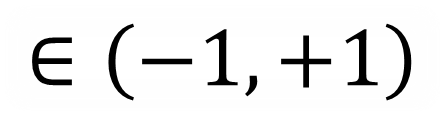 ∈ (−1, +1)